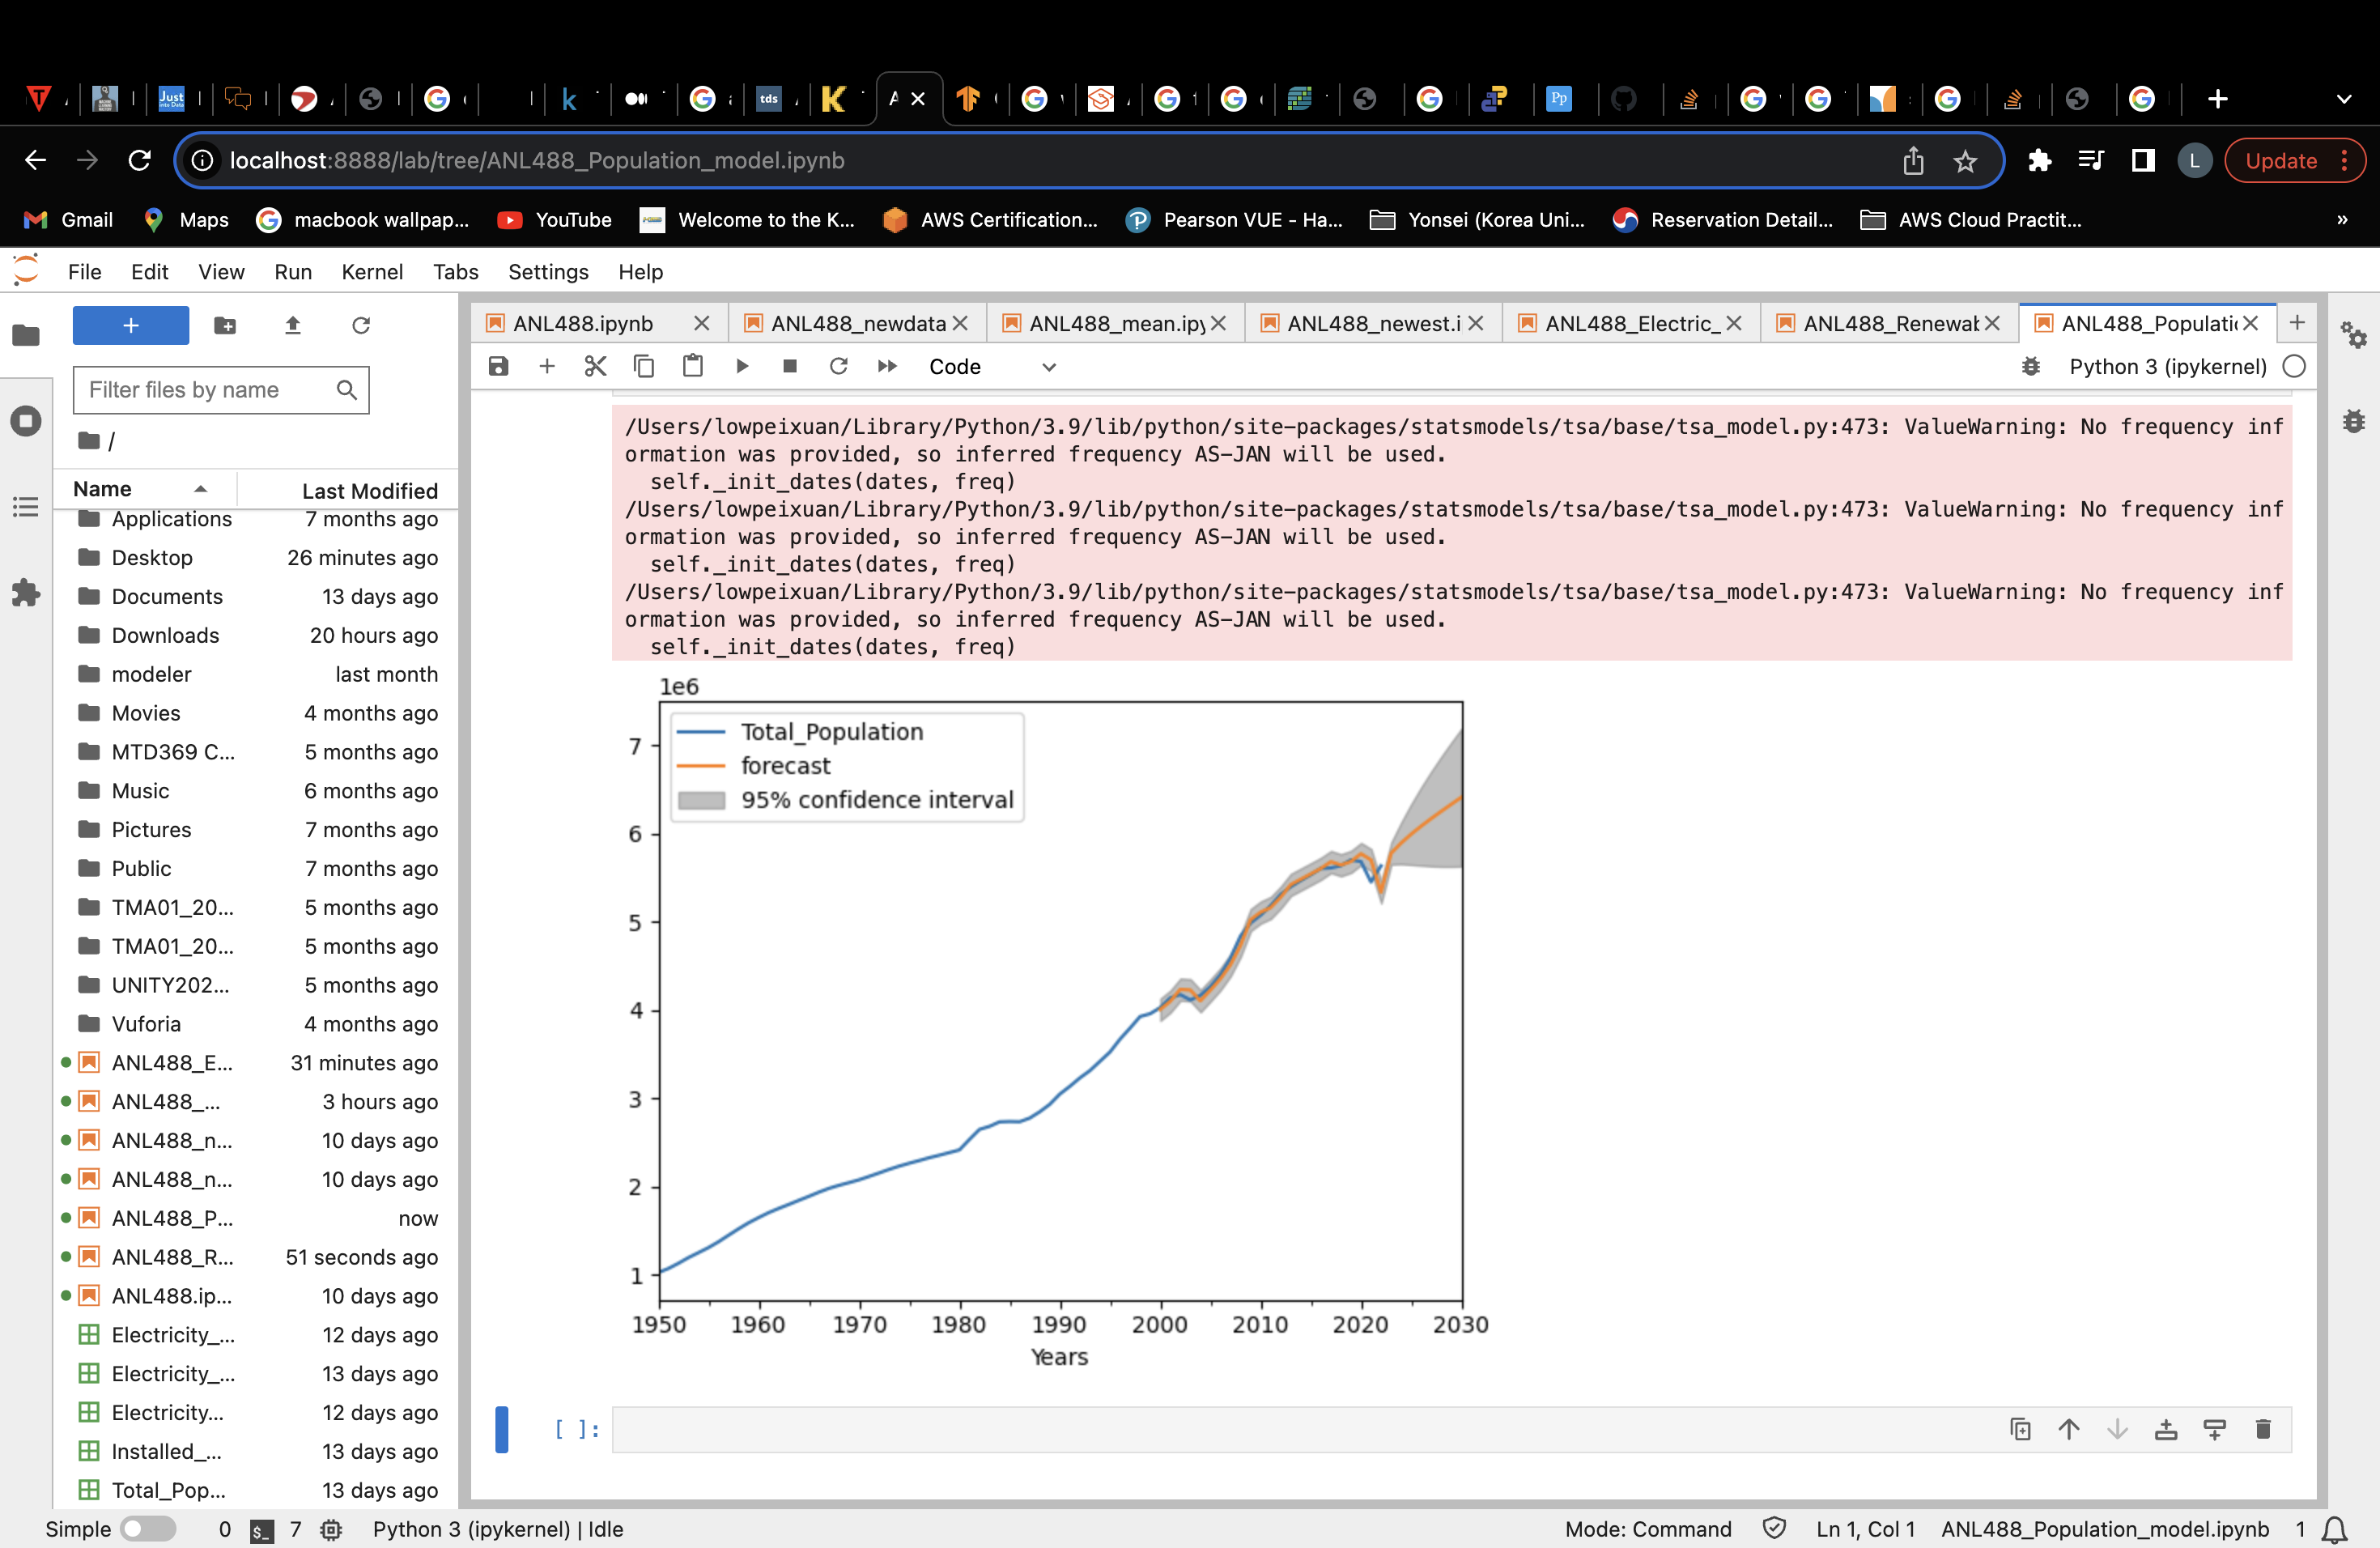 Just
into Data
k
tds
K
A
Pp
localhost:8888/lab/tree/ANL488_Population_model.ipynb
L
Update
Gmail
Maps
macbook wallpap...
YouTube
Welcome to the K...
AWS Certification...
Pearson VUE - Ha...
Yonsei (Korea Uni...
Reservation Detail...
AWS Cloud Practit...
»
File Edit View Run Kernel Tabs Settings Help
+
Filter files by name
/
Name Last Modified
Applications 7 months ago
Desktop 26 minutes ago
Documents 13 days ago
Downloads 20 hours ago
modeler last month
Movies 4 months ago
MTD369 C... 5 months ago
Music 6 months ago
Pictures 7 months ago
Public 7 months ago
TMA01_20... 5 months ago
TMA01_20... 5 months ago
UNITY202... 5 months ago
Vuforia 4 months ago
ANL488_E... 31 minutes ago
ANL488_... 3 hours ago
ANL488_n... 10 days ago
ANL488_n... 10 days ago
ANL488_P... now
ANL488_R... 51 seconds ago
ANL488.ip... 10 days ago
Electricity_... 12 days ago
Electricity_... 13 days ago
Electricity... 12 days ago
Installed_... 13 days ago
Total_Pop... 13 days ago
ANL488.ipynb
ANL488_newdata
ANL488_mean.ipy
ANL488_newest.i
ANL488_Electric_
ANL488_Renewab
ANL488_Populatio
Code
Python 3 (ipykernel)
/Users/lowpeixuan/Library/Python/3.9/lib/python/site-packages/statsmodels/tsa/base/tsa_model.py:473: ValueWarning: No frequency inf
ormation was provided, so inferred frequency AS-JAN will be used.
self._init_dates(dates, freq)
/Users/lowpeixuan/Library/Python/3.9/lib/python/site-packages/statsmodels/tsa/base/tsa_model.py:473: ValueWarning: No frequency inf
ormation was provided, so inferred frequency AS-JAN will be used.
self._init_dates(dates, freq)
/Users/lowpeixuan/Library/Python/3.9/lib/python/site-packages/statsmodels/tsa/base/tsa_model.py:473: ValueWarning: No frequency inf
ormation was provided, so inferred frequency AS-JAN will be used.
self._init_dates(dates, freq)
1e6
Total_Population
forecast
95% confidence interval
7
6
5
4
3
2
1
1950 1960 1970 1980 1990 2000 2010 2020 2030
Years
[ ]:
Simple 0 $_ 7 Python 3 (ipykernel) | Idle
Mode: Command Ln 1, Col 1 ANL488_Population_model.ipynb 1